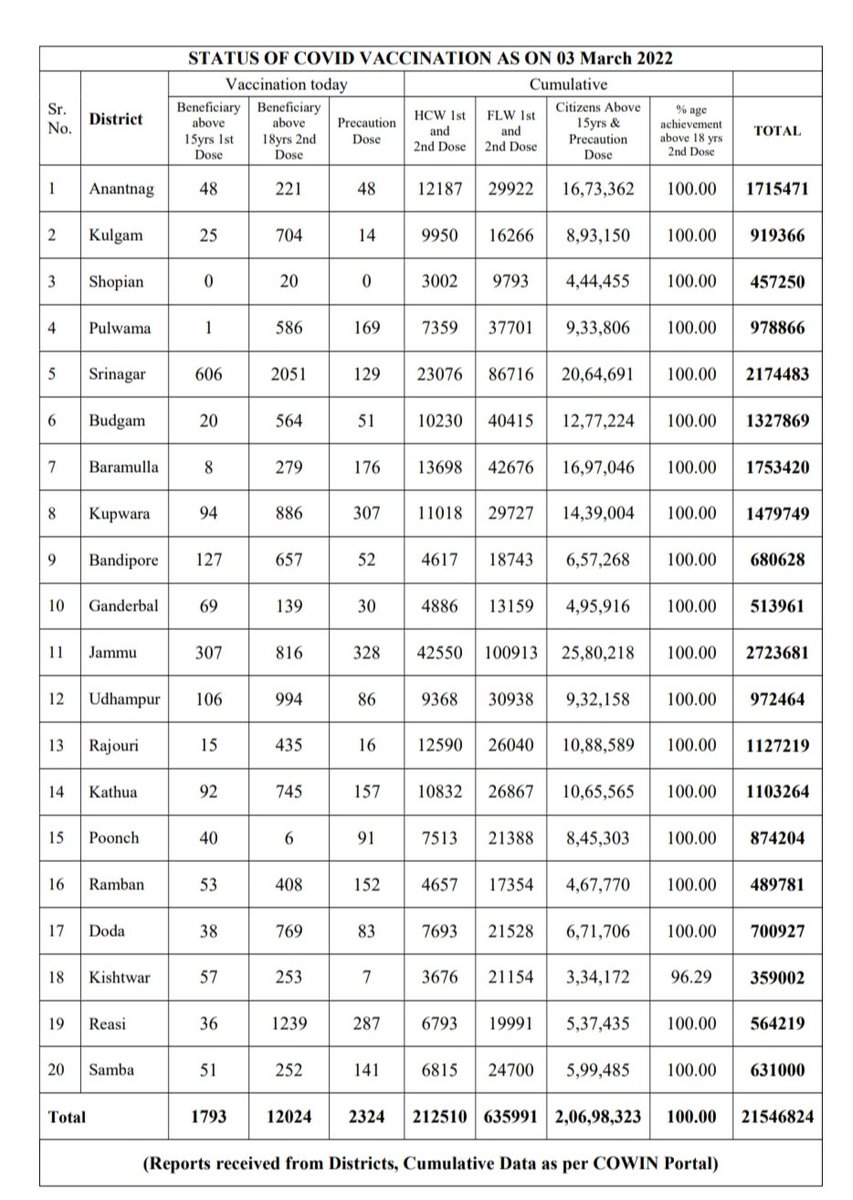 STATUS OF COVID VACCINATION AS ON 03 March 2022
Sr. No. District Vaccination today Cumulative
Beneficiary above 15yrs 1st Dose Beneficiary above 18yrs 2nd Dose Precaution Dose HCW 1st and 2nd Dose FLW 1st and 2nd Dose Citizens Above 15yrs & Precaution Dose % age achievement above 18 yrs 2nd Dose TOTAL
1 Anantnag 48 221 48 12187 29922 16,73,362 100.00 1715471
2 Kulgam 25 704 14 9950 16266 8,93,150 100.00 919366
3 Shopian 0 20 0 3002 9793 4,44,455 100.00 457250
4 Pulwama 1 586 169 7359 37701 9,33,806 100.00 978866
5 Srinagar 606 2051 129 23076 86716 20,64,691 100.00 2174483
6 Budgam 20 564 51 10230 40415 12,77,224 100.00 1327869
7 Baramulla 8 279 176 13698 42676 16,97,046 100.00 1753420
8 Kupwara 94 886 307 11018 29727 14,39,004 100.00 1479749
9 Bandipore 127 657 52 4617 18743 6,57,268 100.00 680628
10 Ganderbal 69 139 30 4886 13159 4,95,916 100.00 513961
11 Jammu 307 816 328 42550 100913 25,80,218 100.00 2723681
12 Udhampur 106 994 86 9368 30938 9,32,158 100.00 972464
13 Rajouri 15 435 16 12590 26040 10,88,589 100.00 1127219
14 Kathua 92 745 157 10832 26867 10,65,565 100.00 1103264
15 Poonch 40 6 91 7513 21388 8,45,303 100.00 874204
16 Ramban 53 408 152 4657 17354 4,67,770 100.00 489781
17 Doda 38 769 83 7693 21528 6,71,706 100.00 700927
18 Kishtwar 57 253 7 3676 21154 3,34,172 96.29 359002
19 Reasi 36 1239 287 6793 19991 5,37,435 100.00 564219
20 Samba 51 252 141 6815 24700 5,99,485 100.00 631000
Total 1793 12024 2324 212510 635991 2,06,98,323 100.00 21546824
(Reports received from Districts, Cumulative Data as per COWIN Portal)